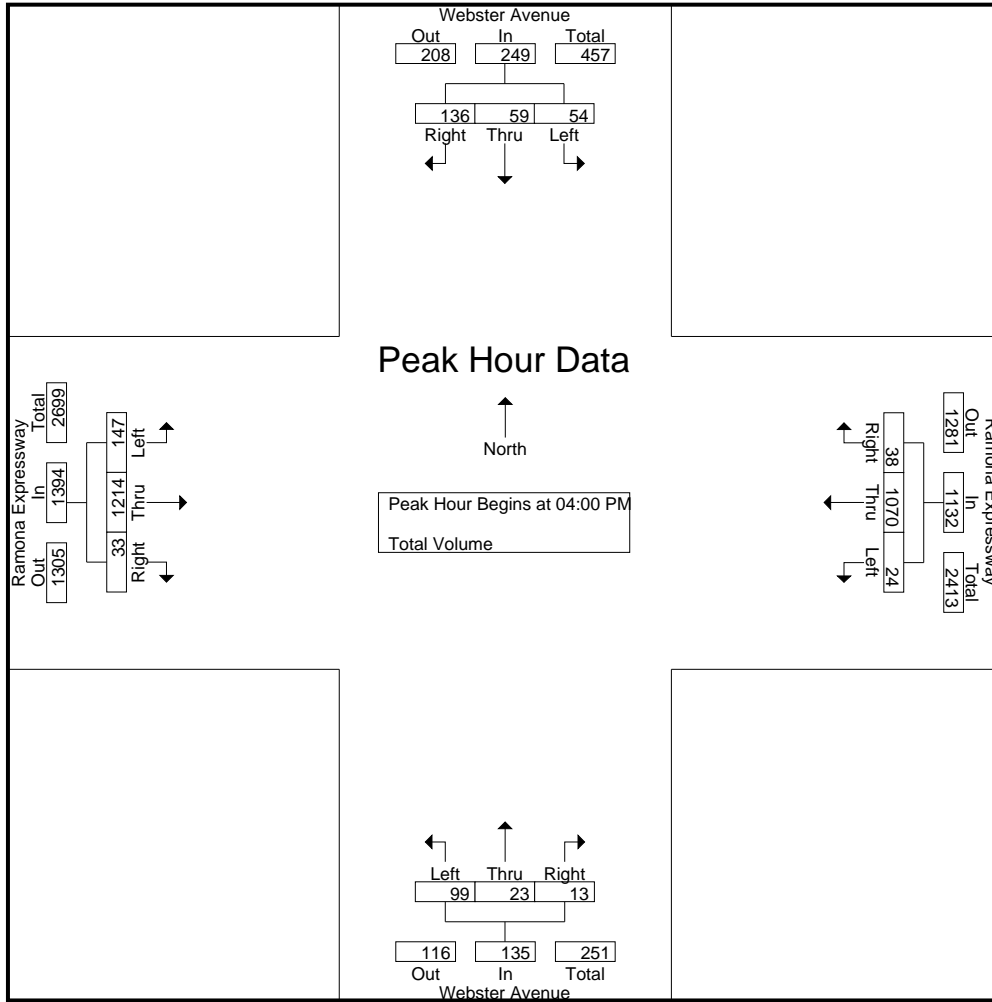 Webster Avenue
Out In Total
208 249 457
136 59 54
Right Thru Left
Peak Hour Data
North
Peak Hour Begins at 04:00 PM
Total Volume
Ramona Expressway
Total In Out
2699 1394 1305
147 1214 33
Left Thru Right
Ramona Expressway
Out In Total
1281 1132 2413
38 1070 24
Right Thru Left
Left Thru Right
99 23 13
116 135 251
Out In Total
Webster Avenue